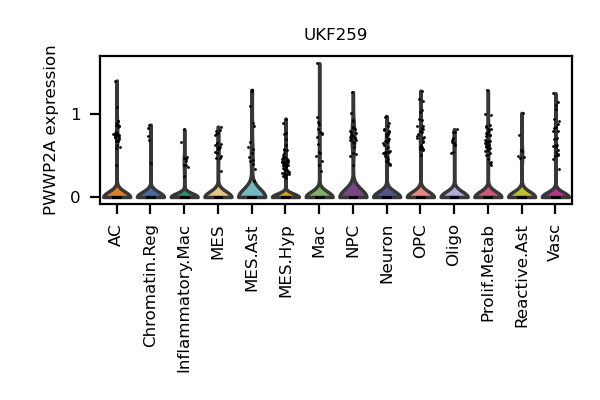 UKF259
PWWP2A expression
1
0
AC
Chromatin.Reg
Inflammatory.Mac
MES
MES.Ast
MES.Hyp
Mac
NPC
Neuron
OPC
Oligo
Prolif.Metab
Reactive.Ast
Vasc